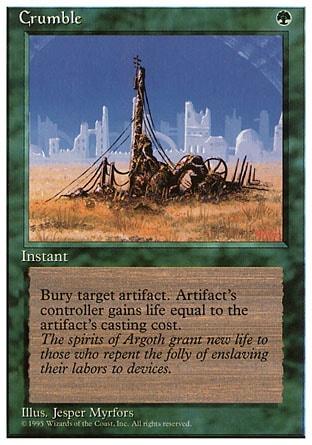 Crumble
Instant
Bury target artifact. Artifact's
controller gains life equal to the
artifact's casting cost.
The spirits of Argoth grant new life to
those who repent the folly of enslaving
their labors to devices.
Illus. Jesper Myrfors
© 1995 Wizards of the Coast, Inc. All rights reserved.